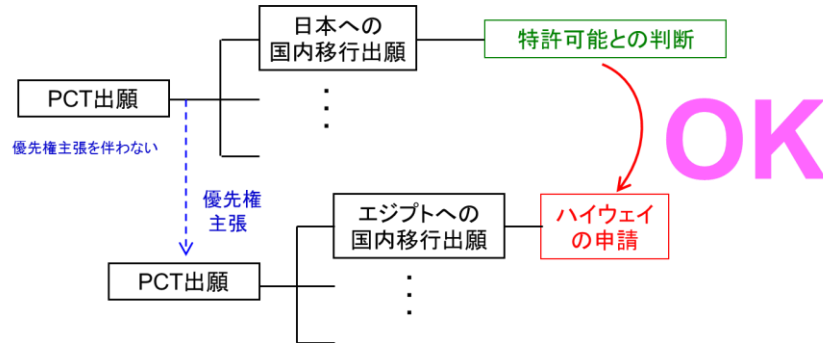 日本への
国内移行出願
特許可能との判断
PCT出願
優先権主張を伴わない
OK
優先権
主張
エジプトへの
国内移行出願
ハイウェイ
の申請
PCT出願